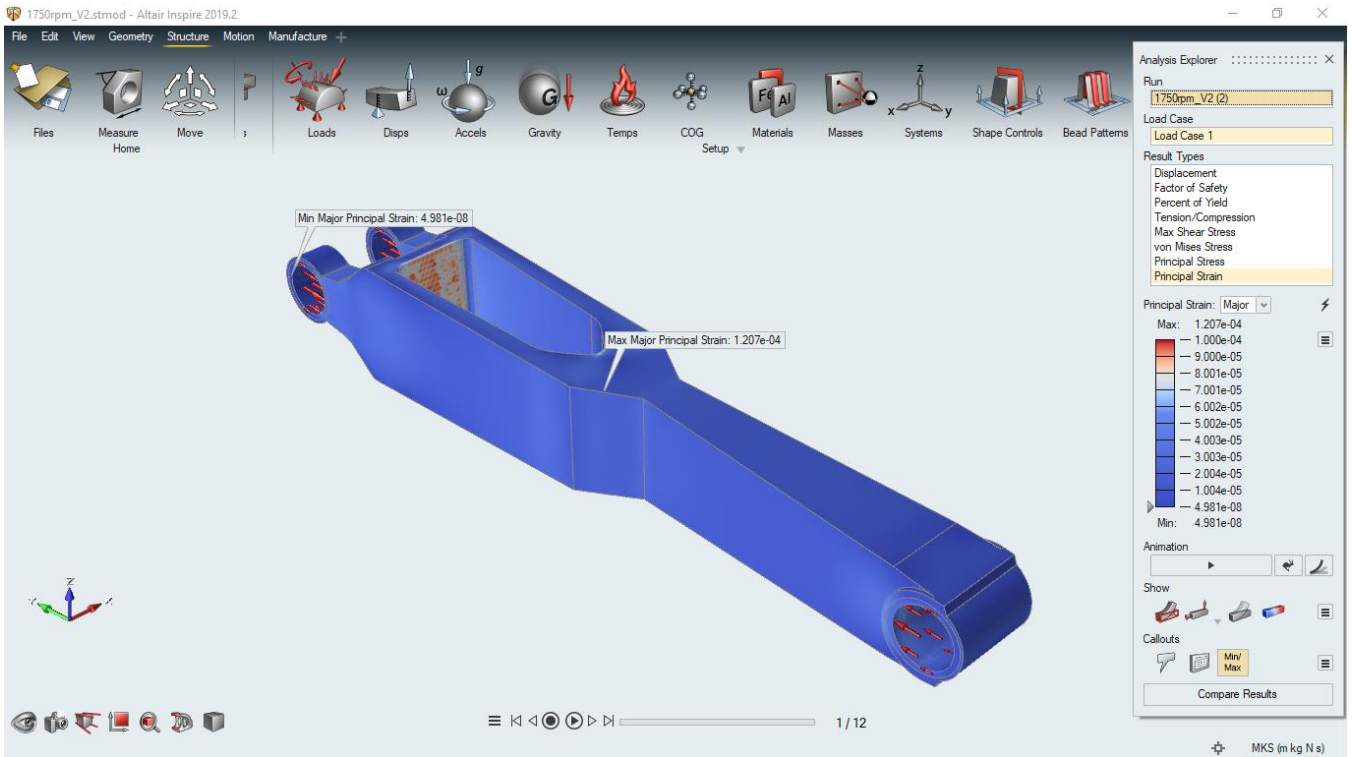 1750rpm_V2.stmod - Altair Inspire 2019.2
File Edit View Geometry Structure Motion Manufacture +
Files Measure Move s Loads Disps Accels Gravity Temps COG Materials Masses Systems Shape Controls Bead Patterns
Home Setup
g
ω
G
Fe Al
z
x y
Analysis Explorer
Run
1750rpm_V2 (2)
Load Case
Load Case 1
Result Types
Displacement
Factor of Safety
Percent of Yield
Tension/Compression
Max Shear Stress
von Mises Stress
Principal Stress
Principal Strain
Principal Strain: Major
Max: 1.207e-04
1.000e-04
9.000e-05
8.001e-05
7.001e-05
6.002e-05
5.002e-05
4.003e-05
3.003e-05
2.004e-05
1.004e-05
4.981e-08
Min: 4.981e-08
Animation
Show
Callouts
Min/
Max
Compare Results
Min Major Principal Strain: 4.981e-08
Max Major Principal Strain: 1.207e-04
Z
1 / 12
MKS (m kg N s)